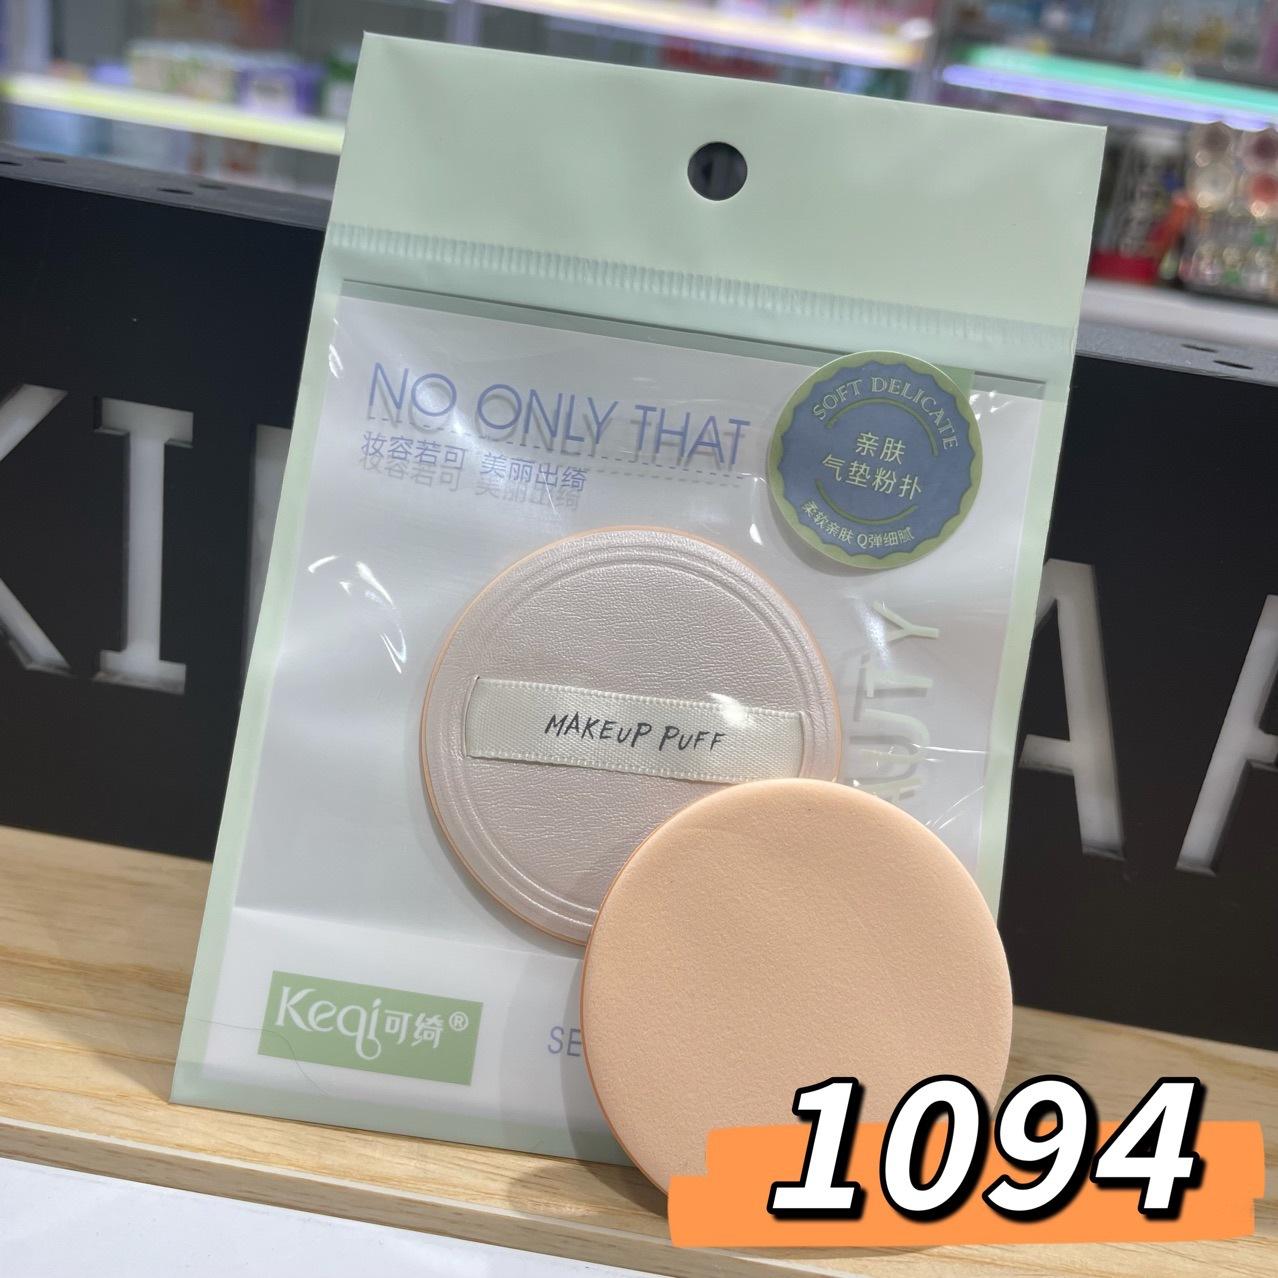 NO ONLY THAT
妆容若可 美丽出绮
SOFT DELICATE
亲肤
气垫粉扑
柔软亲肤 Q弹细腻
MAKEUP PUFF
Keqi可绮®
1094